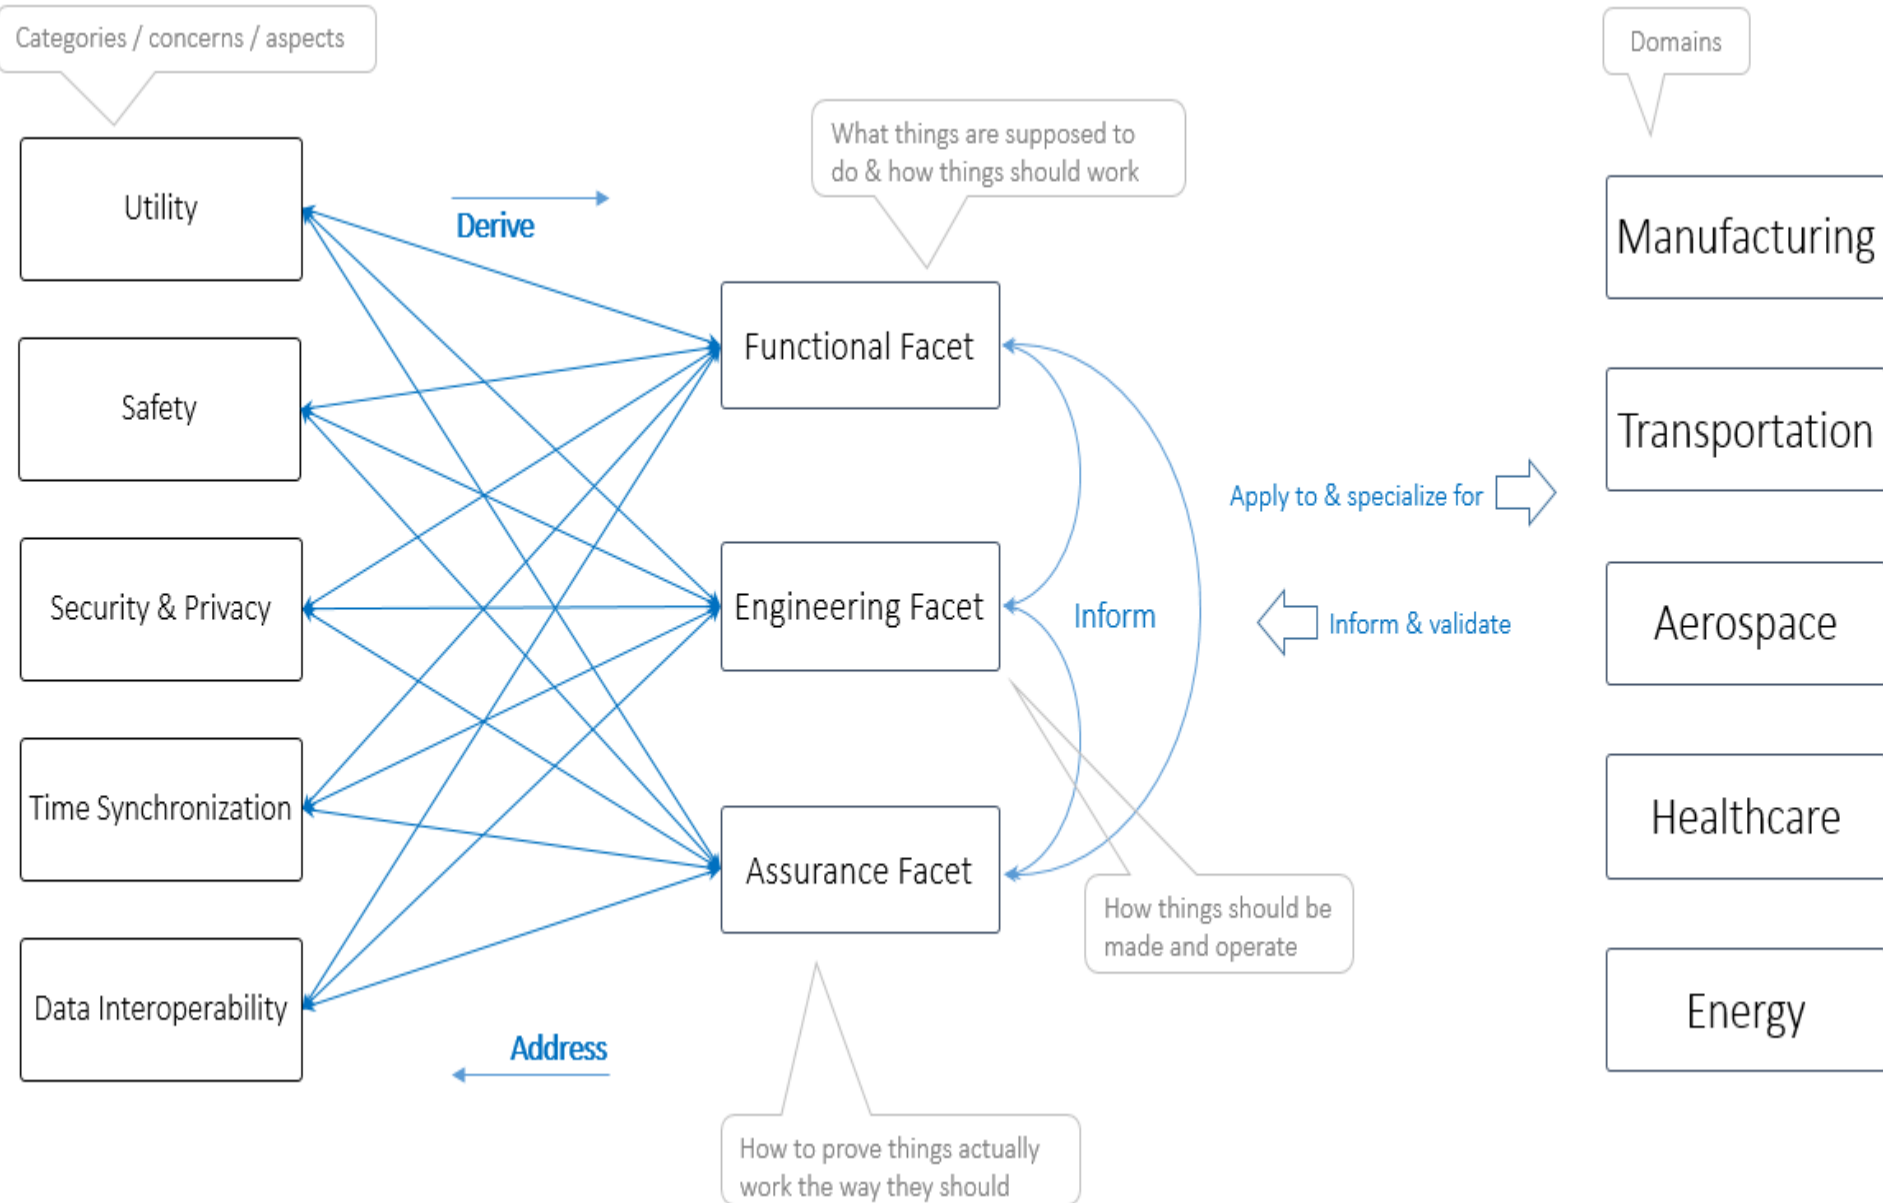 Categories / concerns / aspects
Domains
What things are supposed to
do & how things should work
Utility
Derive
Manufacturing
Functional Facet
Safety
Transportation
Apply to & specialize for
Security & Privacy
Engineering Facet
Inform
Inform & validate
Aerospace
Time Synchronization
Healthcare
Assurance Facet
How things should be
made and operate
Data Interoperability
Energy
Address
How to prove things actually
work the way they should